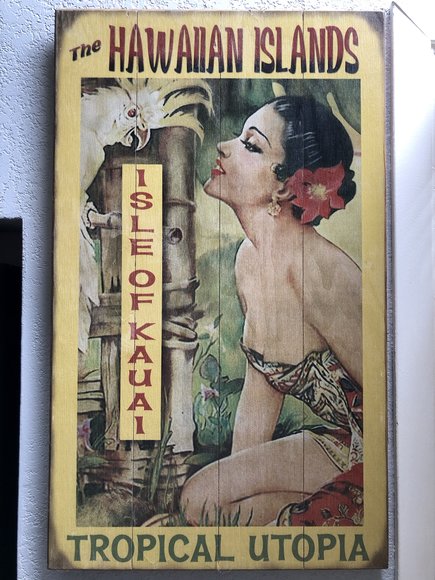 The HAWAIIAN ISLANDS
ISLE OF KAUAI
TROPICAL UTOPIA